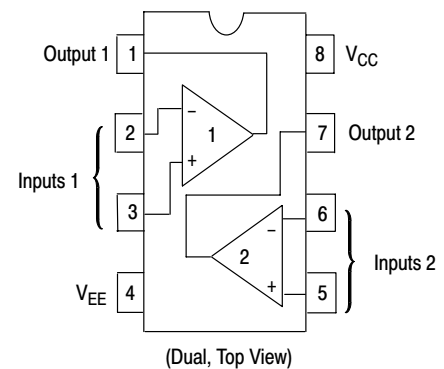 Output 1 1 8 VCC
2 − 1 7 Output 2
+
Inputs 1
3 6
− 2 Inputs 2
VEE 4 + 5
(Dual, Top View)